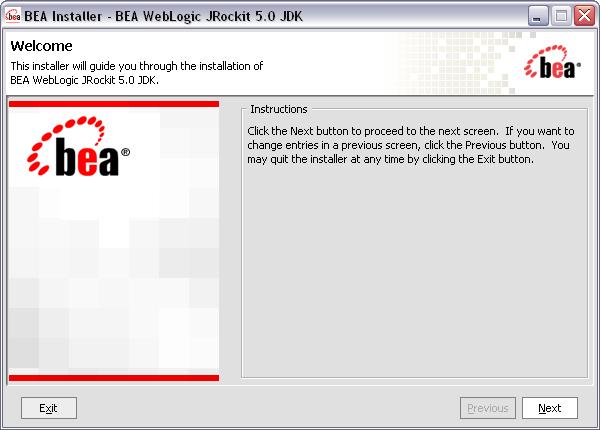 BEA Installer - BEA WebLogic JRockit 5.0 JDK
Welcome
This installer will guide you through the installation of
BEA WebLogic JRockit 5.0 JDK.
bea
bea®
Instructions
Click the Next button to proceed to the next screen. If you want to
change entries in a previous screen, click the Previous button. You
may quit the installer at any time by clicking the Exit button.
Exit
Previous
Next